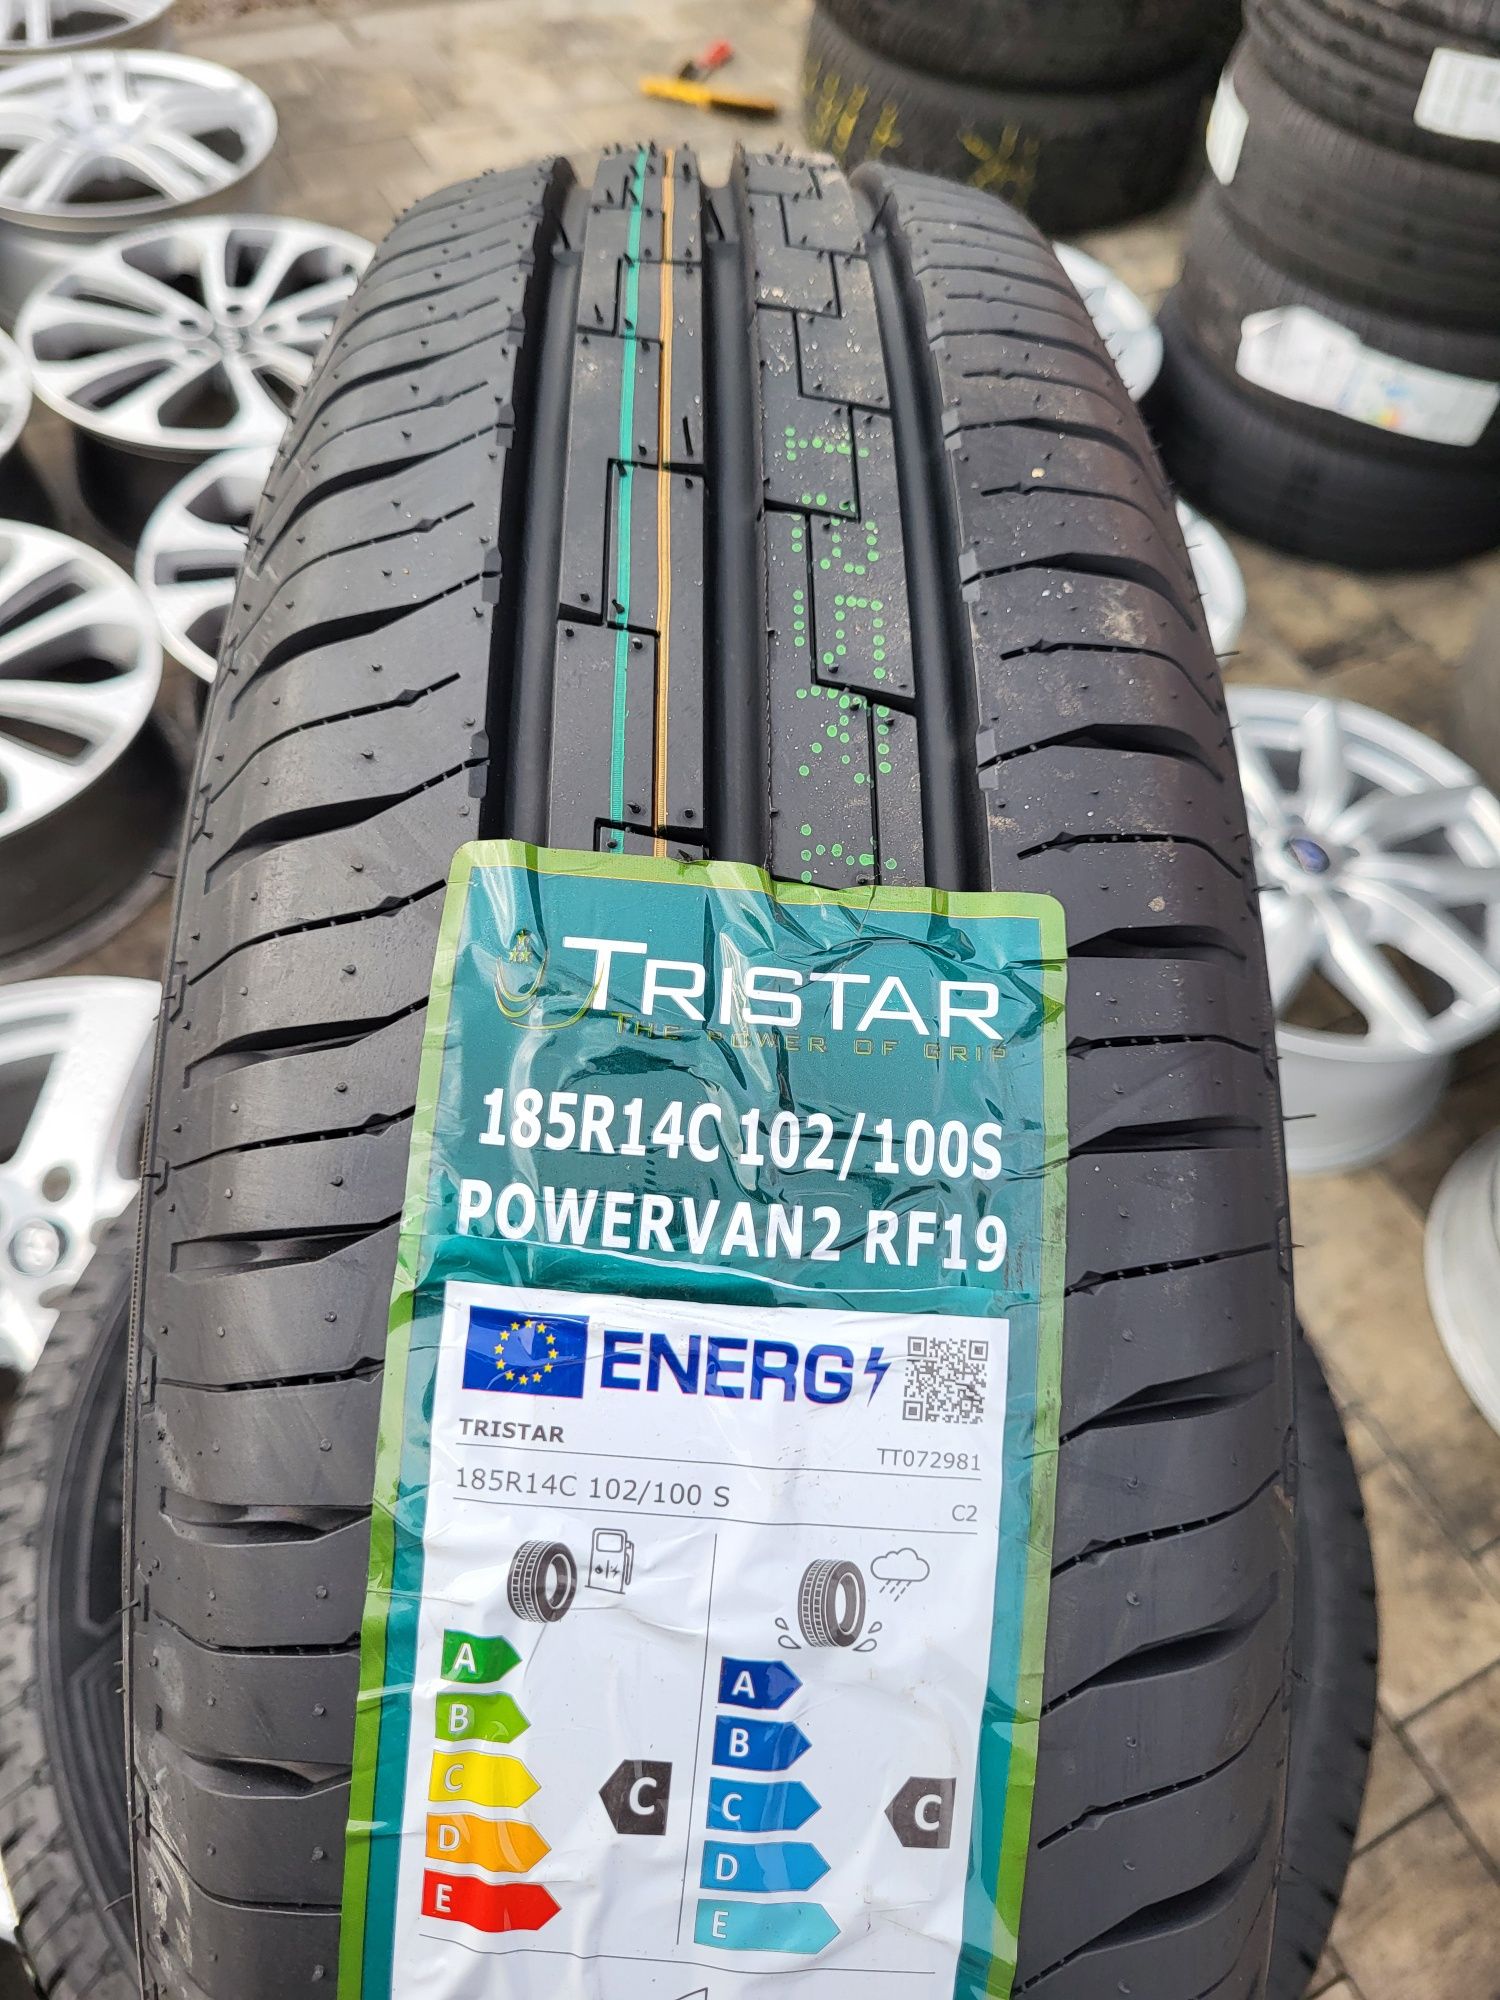 TRISTAR
THE POWER OF GRIP
185R14C 102/100S
POWERVAN2 RF19
ENERG
TRISTAR
TT072981
185R14C 102/100 S
C2
A
B
C
D
E
C
A
B
C
D
E
C